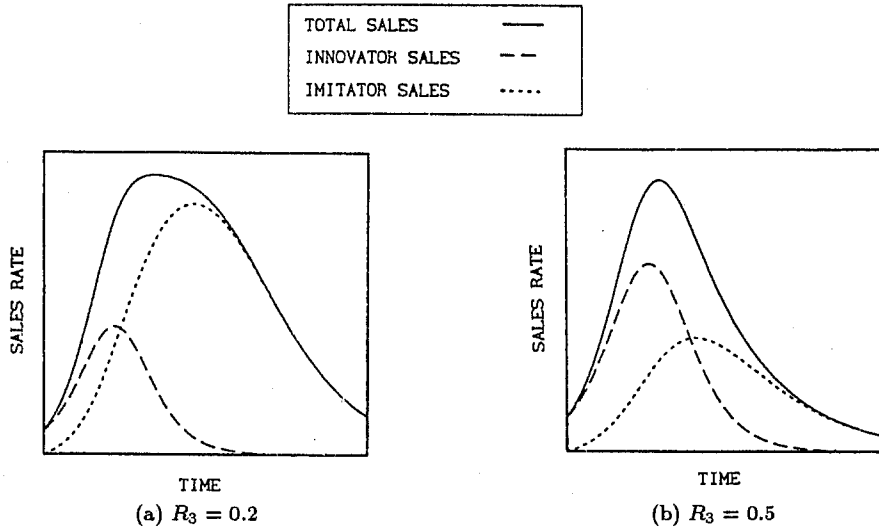 TOTAL SALES
INNOVATOR SALES
IMITATOR SALES
SALES RATE
TIME
(a) R₃ = 0.2
SALES RATE
TIME
(b) R₃ = 0.5